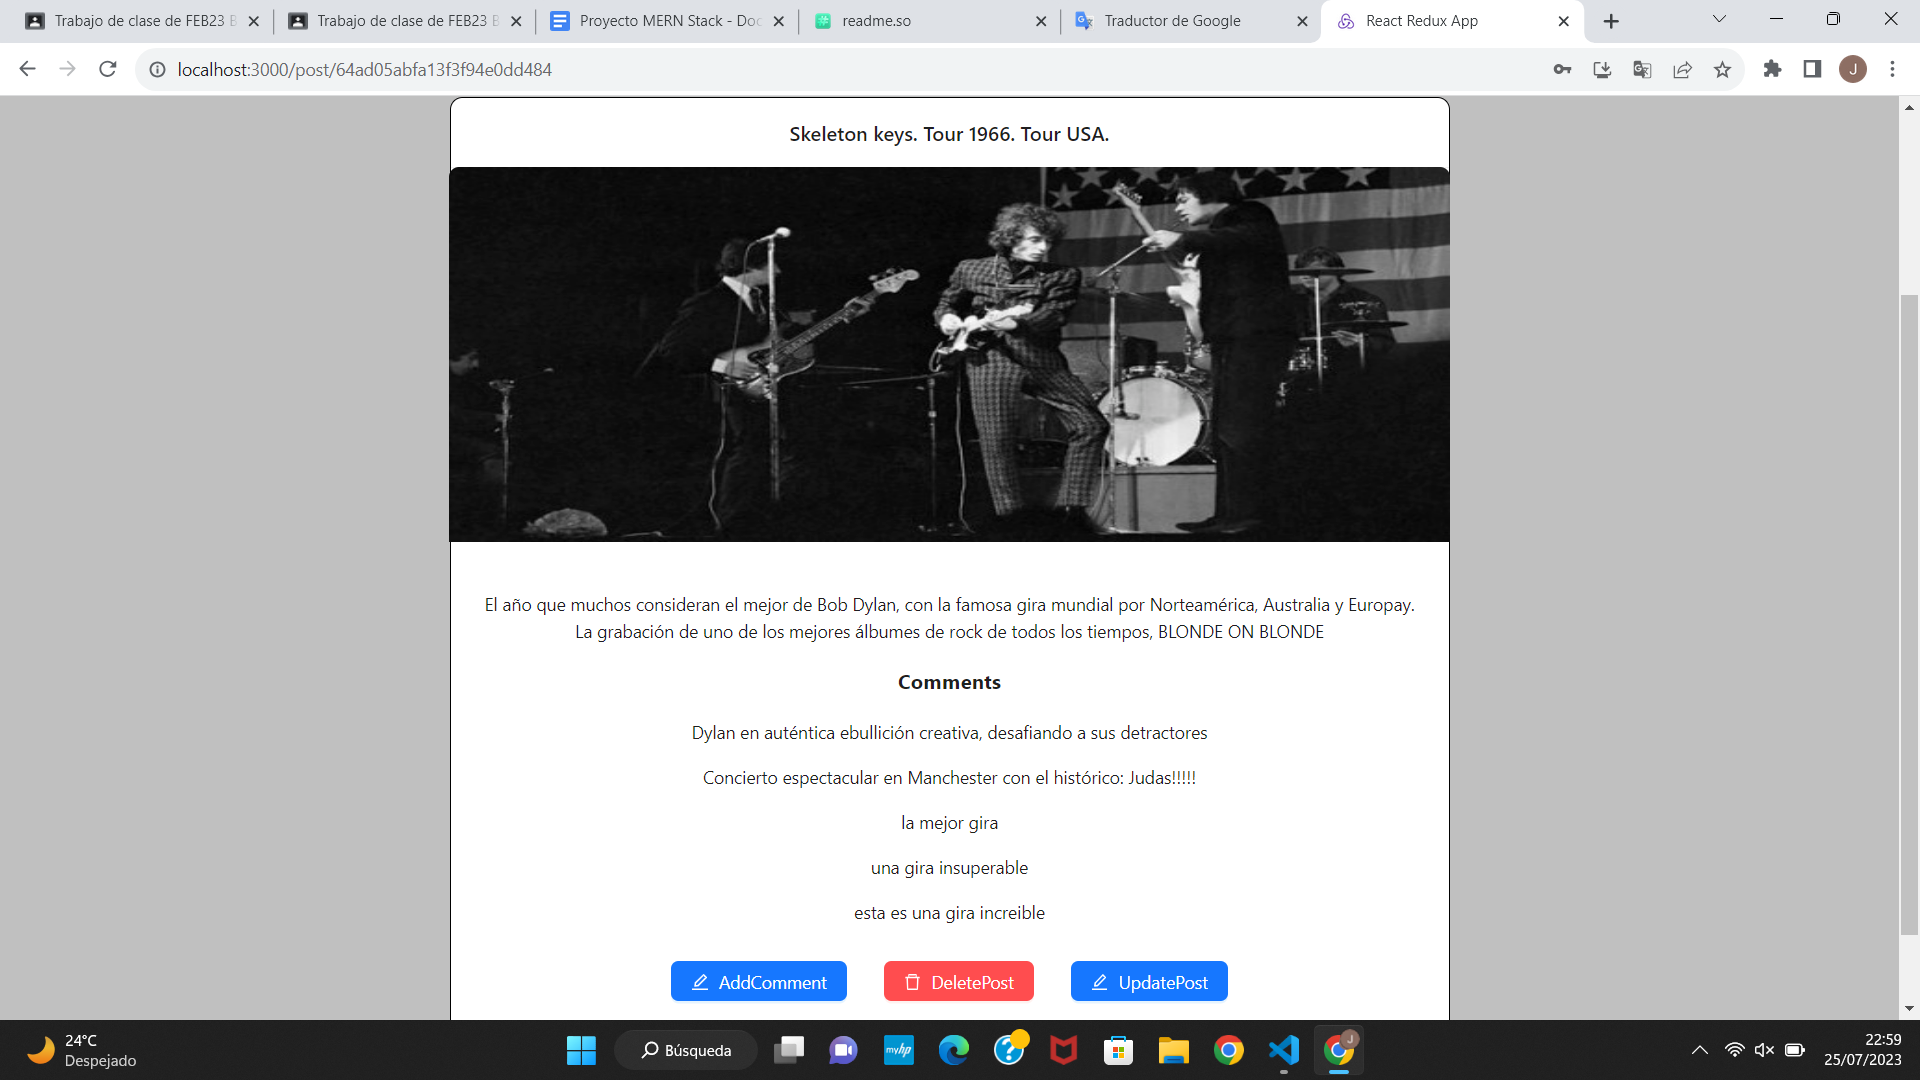 Trabajo de clase de FEB23 B
Trabajo de clase de FEB23 B
Proyecto MERN Stack - Doc
readme.so
Traductor de Google
React Redux App
localhost:3000/post/64ad05abfa13f3f94e0dd484
J
Skeleton keys. Tour 1966. Tour USA.
El año que muchos consideran el mejor de Bob Dylan, con la famosa gira mundial por Norteamérica, Australia y Europay.
La grabación de uno de los mejores álbumes de rock de todos los tiempos, BLONDE ON BLONDE
Comments
Dylan en auténtica ebullición creativa, desafiando a sus detractores
Concierto espectacular en Manchester con el histórico: Judas!!!!!
la mejor gira
una gira insuperable
esta es una gira increible
AddComment
DeletePost
UpdatePost
24°C
Despejado
Búsqueda
myhp
J
22:59
25/07/2023